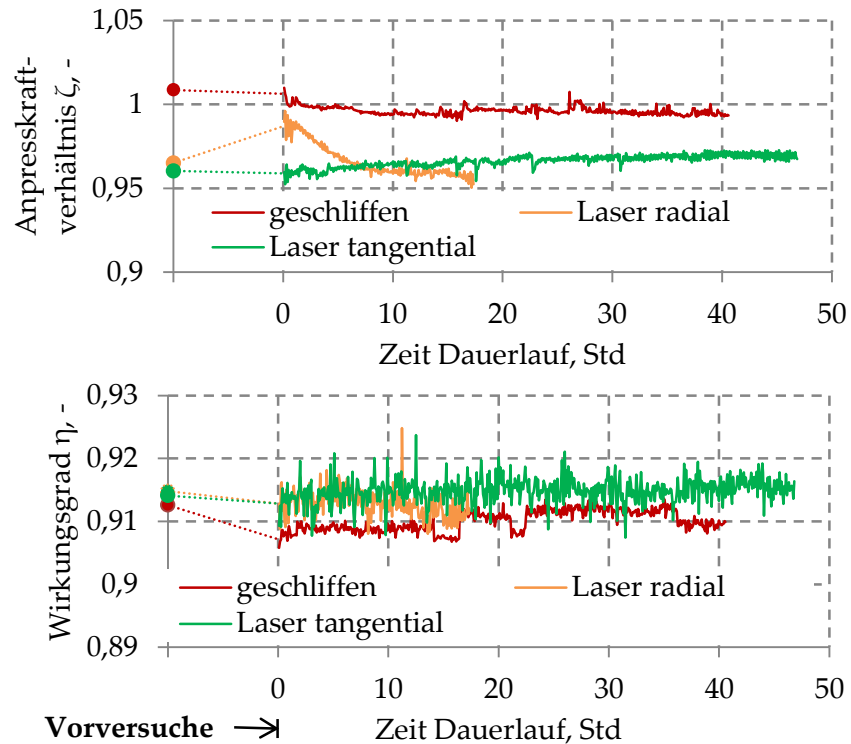 Anpresskraft-
verhältnis ζ, -
1,05
1
0,95
0,9
geschliffen
Laser radial
Laser tangential
0 10 20 30 40 50
Zeit Dauerlauf, Std
Wirkungsgrad η, -
0,93
0,92
0,91
0,9
0,89
geschliffen
Laser radial
Laser tangential
0 10 20 30 40 50
Vorversuche
Zeit Dauerlauf, Std